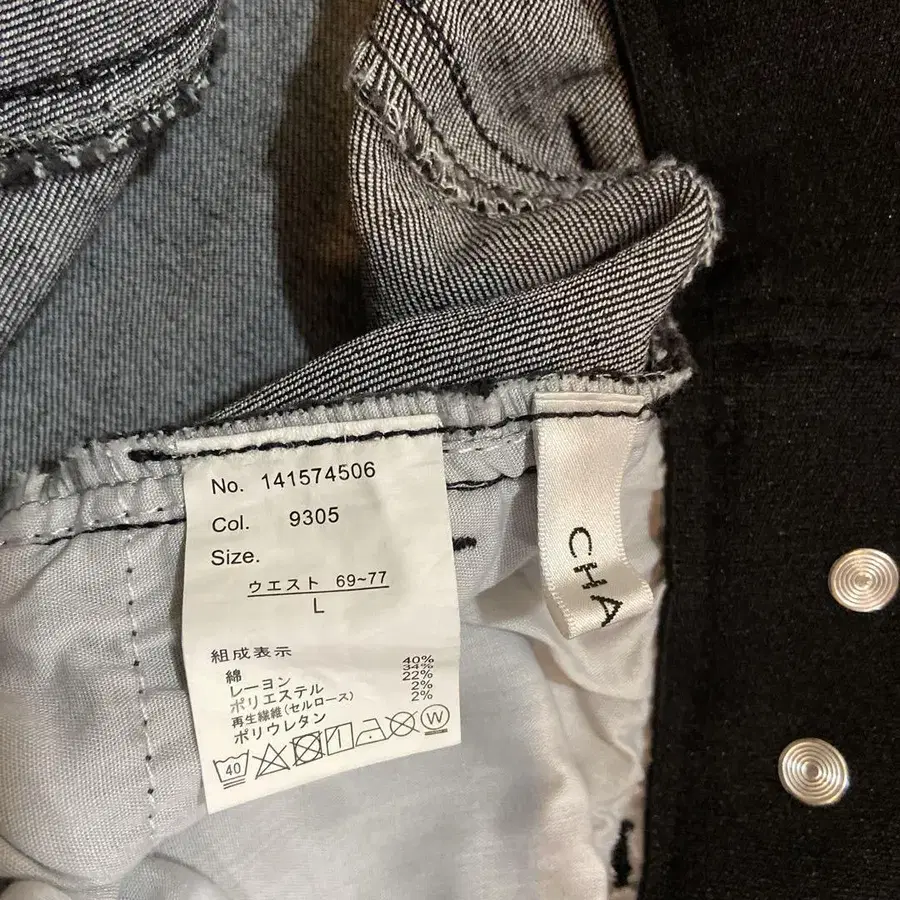 No. 141574506
Col. 9305
Size.
ウエスト 69~77
L
組成表示
綿 40%
レーヨン 34%
ポリエステル 22%
再生繊維(セルロース) 2%
ポリウレタン 2%
40
W
CHA